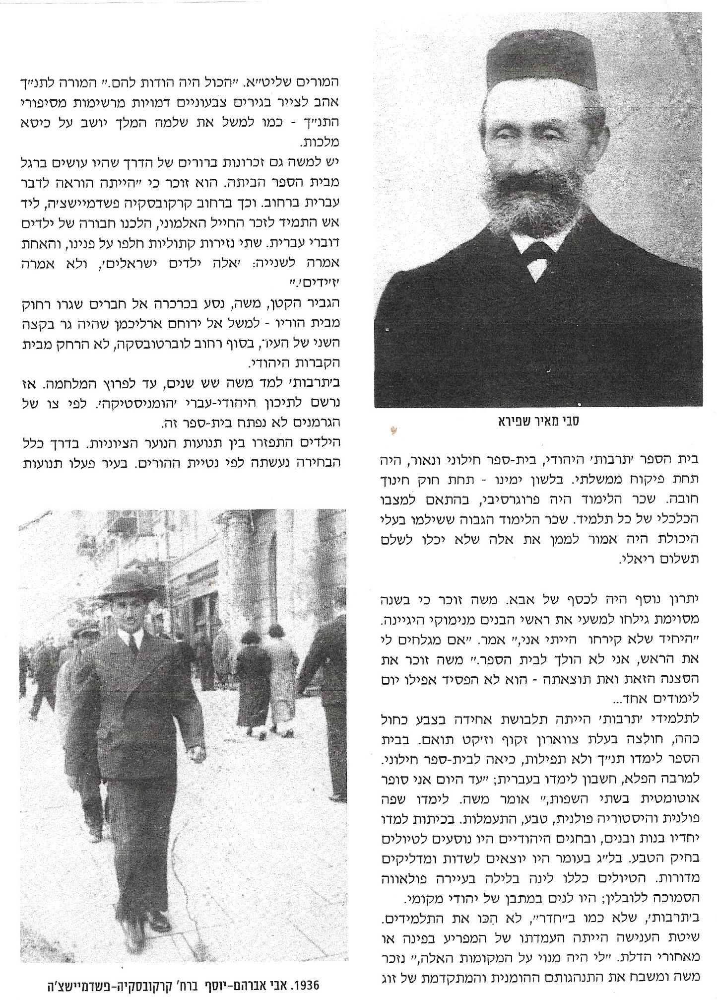 סבי מאיר שפירא
בית הספר 'תרבות' היהודי, בית-ספר חילוני ונאור, היה
תחת פיקוח ממשלתי. בלשון ימינו - תחת חוק חינוך
חובה. שכר הלימוד היה פרוגרסיבי, בהתאם למצבו
הכלכלי של כל תלמיד. שכר הלימוד הגבוה ששילמו בעלי
היכולת היה אמור לממן את אלה שלא יכלו לשלם
תשלום ריאלי.
יתרון נוסף היה לכסף של אבא. משה זוכר כי בשנה
מסוימת גילחו למשעי את ראשי הבנים מנימוקי היגיינה.
"היחיד שלא קירחו הייתי אני," אמר. "אם מגלחים לי
את הראש, אני לא הולך לבית הספר." משה זוכר את
הסצנה הזאת ואת תוצאתה - הוא לא הפסיד אפילו יום
לימודים אחד...
לתלמידי 'תרבות' הייתה תלבושת אחידה בצבע כחול
כהה, חולצה בעלת צווארון זקוף וז'קט תואם. בבית
הספר לימדו תנ"ך ולא תפילות, כיאה לבית-ספר חילוני.
למרבה הפלא, חשבון לימדו בעברית; "עד היום אני סופר
אוטומטית בשתי השפות," אומר משה. לימדו שפה
פולנית והיסטוריה פולנית, טבע, התעמלות. בכיתות למדו
יחדיו בנות ובנים, ובחגים היהודיים היו נוסעים לטיולים
בחיק הטבע. בל"ג בעומר היו יוצאים לשדות ומדליקים
מדורות. הטיולים כללו לינה בלילה בעיירה פולאווה
הסמוכה ללובלין; היו לנים במתבן של יהודי מקומי.
ב'תרבות', שלא כמו ב"חדר", לא הִכּוּ את התלמידים.
שיטת הענישה הייתה העמדתו של המפריע בפינה או
מאחורי הדלת. "לי היה מנוי על המקומות האלה," נזכר
משה ומשבח את התנהגותם ההומנית והמתקדמת של זוג
המורים שליט"א. "הכול היה הודות להם." המורה לתנ"ך
אהב לצייר בגירים צבעוניים דמויות מרשימות מסיפורי
התנ"ך - כמו למשל את שלמה המלך יושב על כיסא
מלכות.
יש למשה גם זכרונות ברורים של הדרך שהיו עושים ברגל
מבית הספר הביתה. הוא זוכר כי "הייתה הוראה לדבר
עברית ברחוב. וכך ברחוב קרקובסקיה פשדמיישצ'ה, ליד
אש התמיד לזכר החייל האלמוני, הלכנו חבורה של ילדים
דוברי עברית. שתי נזירות קתוליות חלפו על פנינו, והאחת
אמרה לשנייה: 'אלה ילדים ישראלים', ולא אמרה
'ז'ידים'."
הגביר הקטן, משה, נסע בכרכרה אל חברים שגרו רחוק
מבית הוריו - למשל אל ירוחם ארליכמן שהיה גר בקצה
השני של העיר, בסוף רחוב לוברטובסקה, לא הרחק מבית
הקברות היהודי.
ב'תרבות' למד משה שש שנים, עד לפרוץ המלחמה. אז
נרשם לתיכון היהודי-עברי 'הומניסטיקה'. לפי צו של
הגרמנים לא נפתח בית-ספר זה.
הילדים התפזרו בין תנועות הנוער הציוניות. בדרך כלל
הבחירה נעשתה לפי נטיית ההורים. בעיר פעלו תנועות
1936. אבי אברהם-יוסף ברח' קרקובסקיה-פשדמיישצ'ה